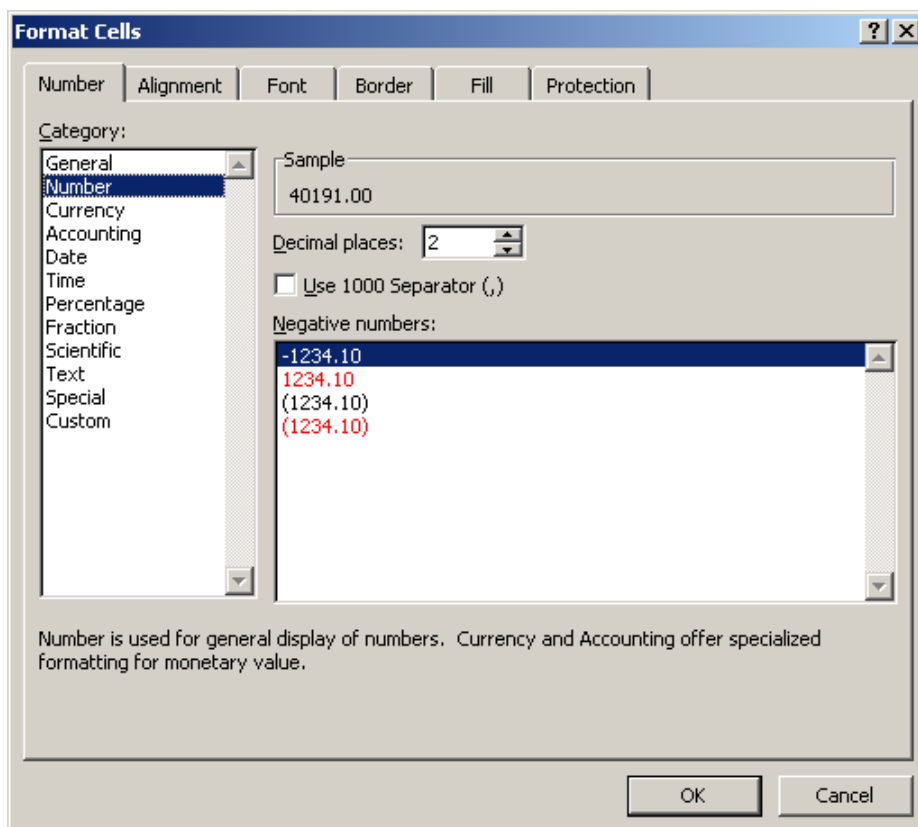 Format Cells
Number Alignment Font Border Fill Protection
Category:
General
Number
Currency
Accounting
Date
Time
Percentage
Fraction
Scientific
Text
Special
Custom
Sample
40191.00
Decimal places: 2
Use 1000 Separator (,)
Negative numbers:
-1234.10
1234.10
(1234.10)
(1234.10)
Number is used for general display of numbers. Currency and Accounting offer specialized
formatting for monetary value.
OK Cancel